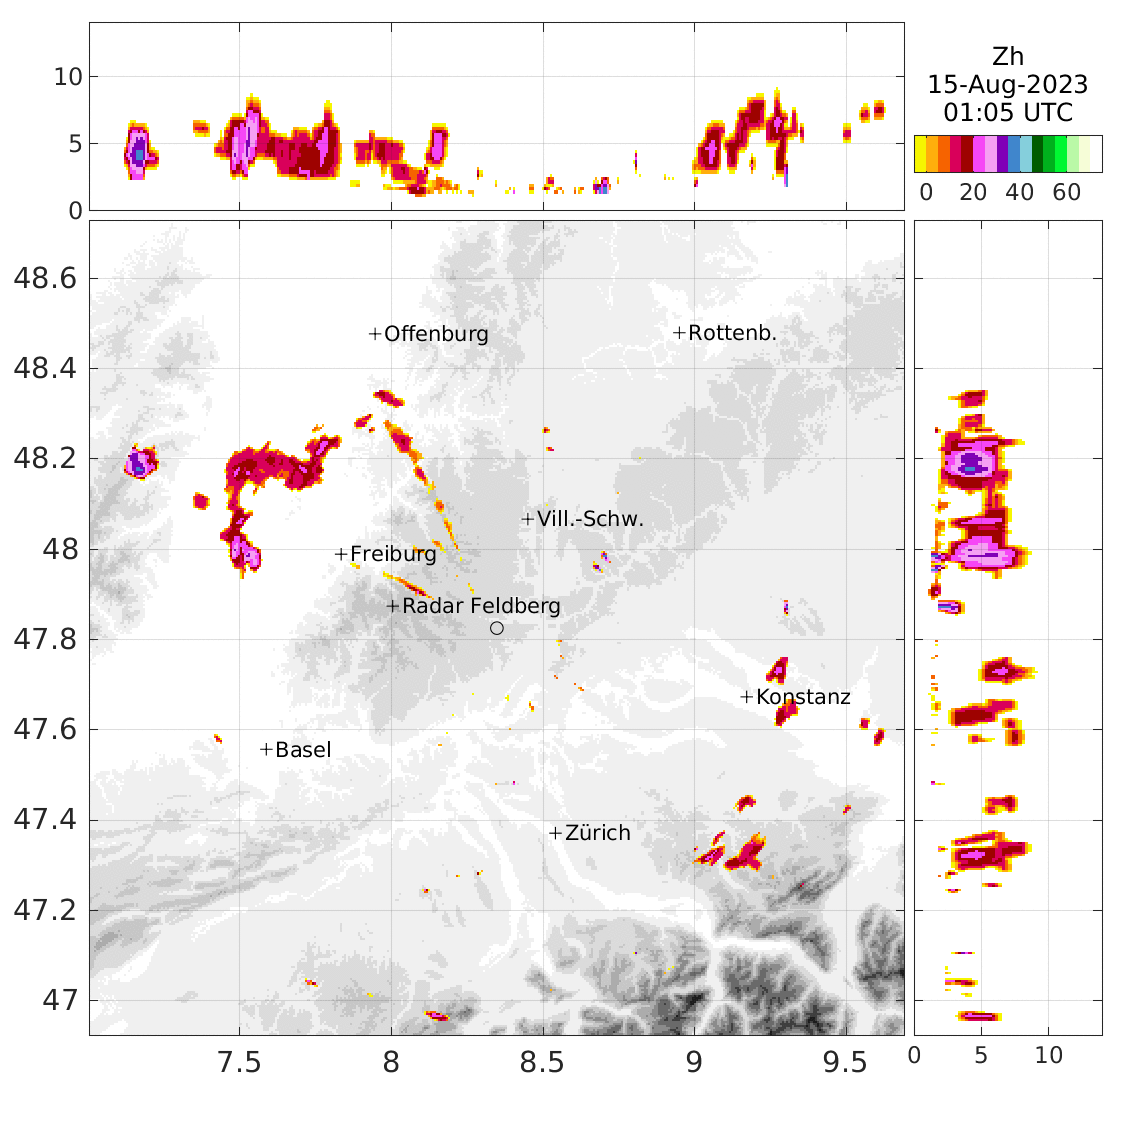 Zh
15-Aug-2023
01:05 UTC
10
5
0
0 20 40 60
48.6
48.4
48.2
48
47.8
47.6
47.4
47.2
47
+Offenburg
+Rottenb.
+Vill.-Schw.
+Freiburg
+Radar Feldberg
+Konstanz
+Basel
+Zürich
7.5 8 8.5 9 9.5
0 5 10